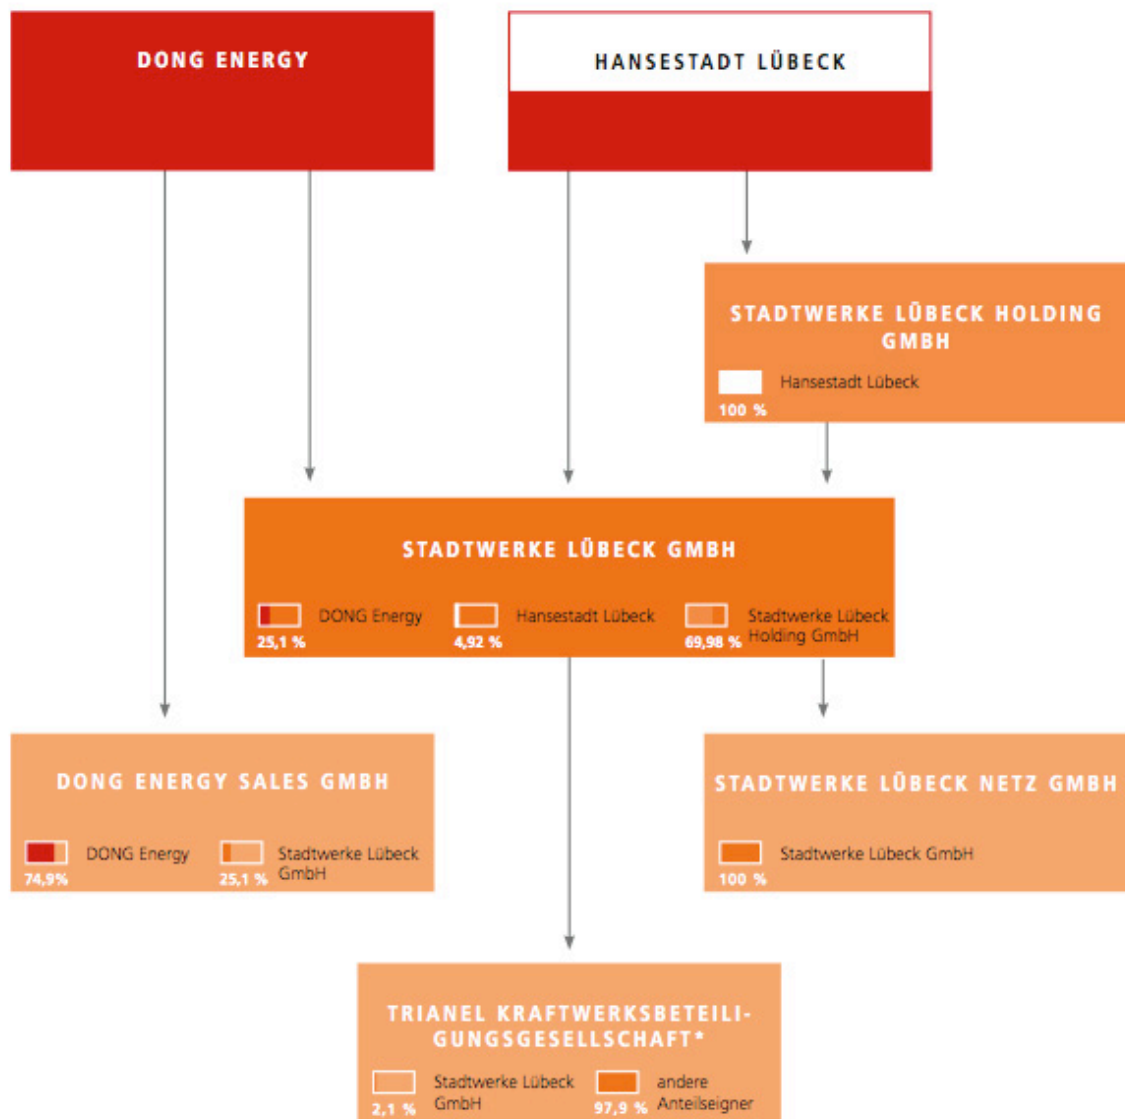 DONG ENERGY
HANSESTADT LÜBECK
STADTWERKE LÜBECK HOLDING
GMBH
Hansestadt Lübeck
100 %
STADTWERKE LÜBECK GMBH
DONG Energy
25,1 %
Hansestadt Lübeck
4,92 %
Stadtwerke Lübeck
Holding GmbH
69,98 %
DONG ENERGY SALES GMBH
DONG Energy
74,9%
Stadtwerke Lübeck
GmbH
25,1 %
STADTWERKE LÜBECK NETZ GMBH
Stadtwerke Lübeck GmbH
100 %
TRIANEL KRAFTWERKSBETEILI-
GUNGSGESELLSCHAFT*
Stadtwerke Lübeck
GmbH
2,1 %
andere
Anteilseigner
97,9 %